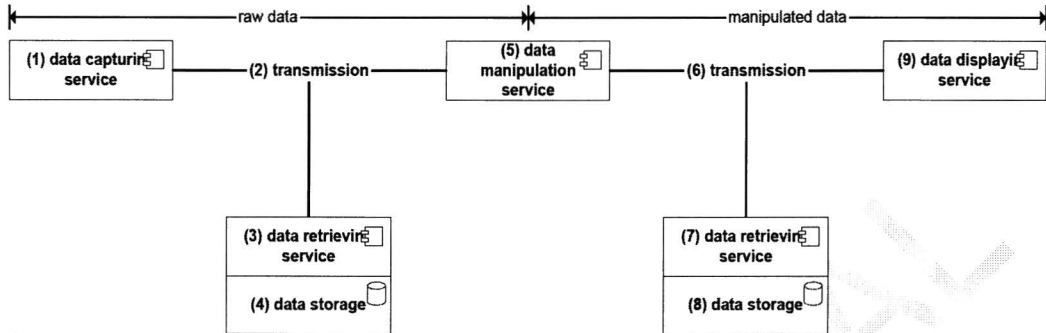 raw data
manipulated data
(1) data capturin
service
(2) transmission
(5) data
manipulation
service
(6) transmission
(9) data displayin
service
(3) data retrievin
service
(4) data storage
(7) data retrievin
service
(8) data storage